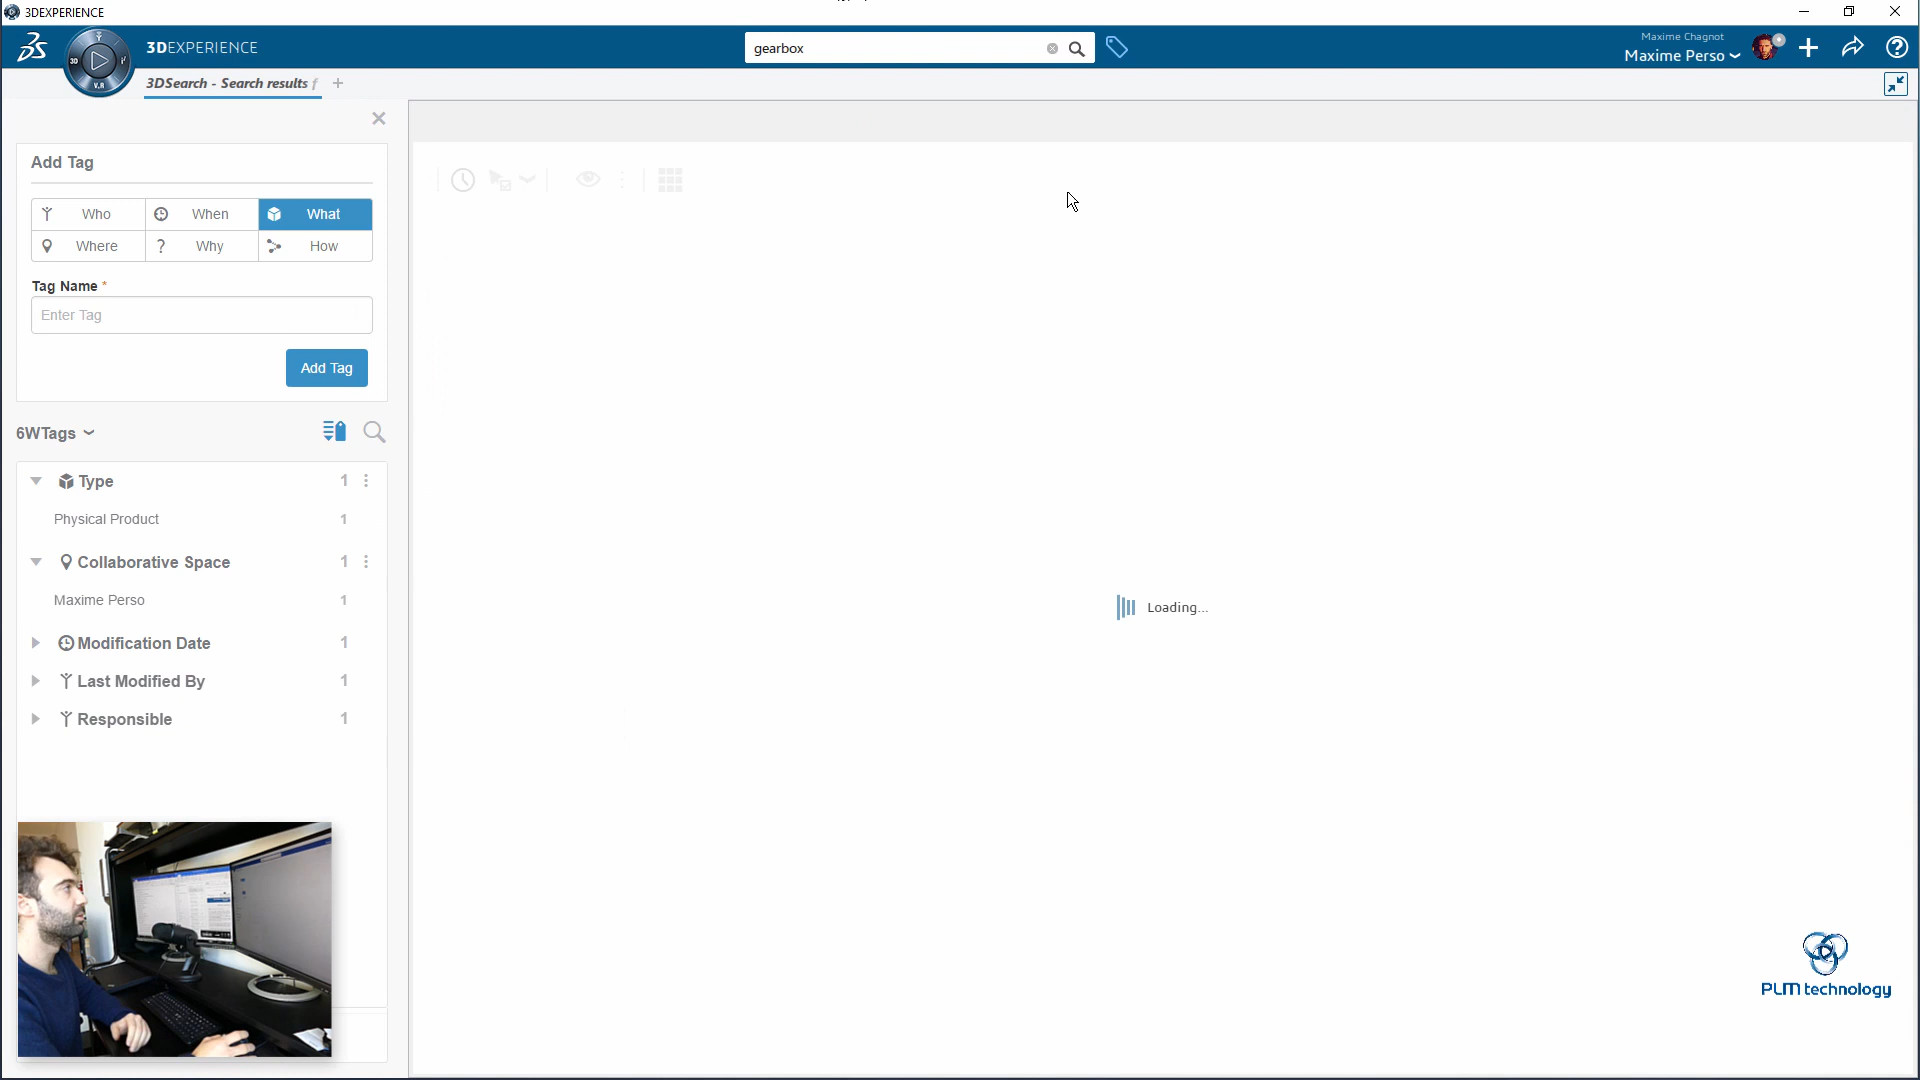 3DEXPERIENCE
3DEXPERIENCE
gearbox
Maxime Chagnot
Maxime Perso
3D
V.R
3DSearch - Search results f
Add Tag
Who
When
What
Where
Why
How
Tag Name *
Enter Tag
Add Tag
6WTags
Type 1
Physical Product 1
Collaborative Space 1
Maxime Perso 1
Modification Date 1
Last Modified By 1
Responsible 1
Loading...
PLM technology